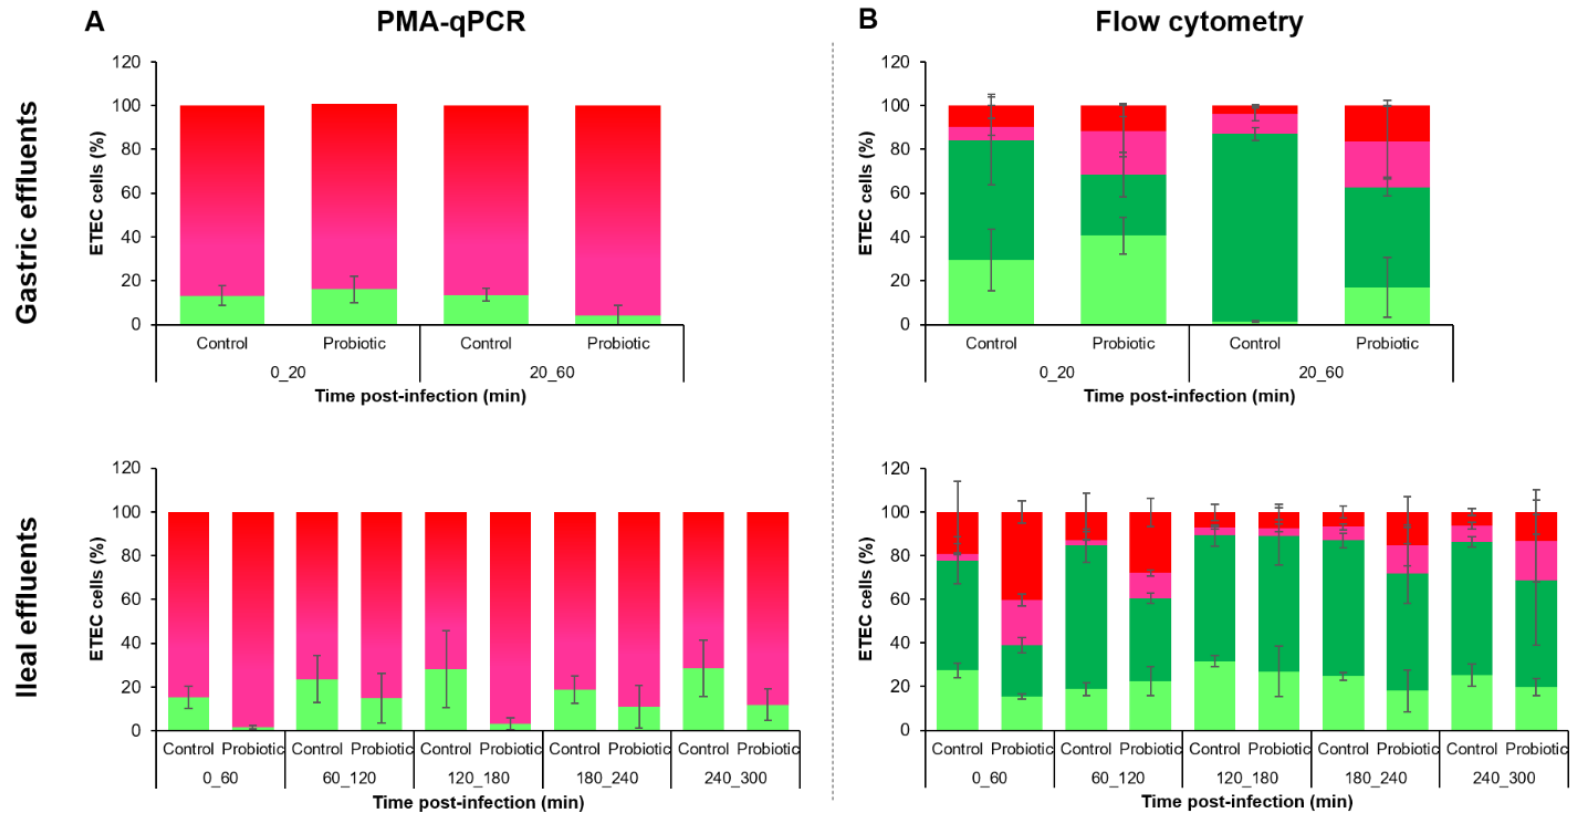 A
PMA-qPCR
B
Flow cytometry
Gastric effluents
ETEC cells (%)
120
100
80
60
40
20
0
Control Probiotic Control Probiotic
0_20 20_60
Time post-infection (min)
ETEC cells (%)
120
100
80
60
40
20
0
Control Probiotic Control Probiotic
0_20 20_60
Time post-infection (min)
Ileal effluents
ETEC cells (%)
120
100
80
60
40
20
0
Control Probiotic Control Probiotic Control Probiotic Control Probiotic Control Probiotic
0_60 60_120 120_180 180_240 240_300
Time post-infection (min)
ETEC cells (%)
120
100
80
60
40
20
0
Control Probiotic Control Probiotic Control Probiotic Control Probiotic Control Probiotic
0_60 60_120 120_180 180_240 240_300
Time post-infection (min)